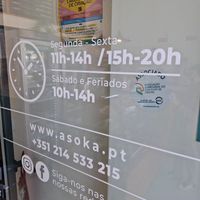 Segunda - Sexta
11h-14h / 15h-20h
Sábado e Feriados
10h-14h
www.asoka.pt
+351 214 533 215
Siga-nos nas
nossas